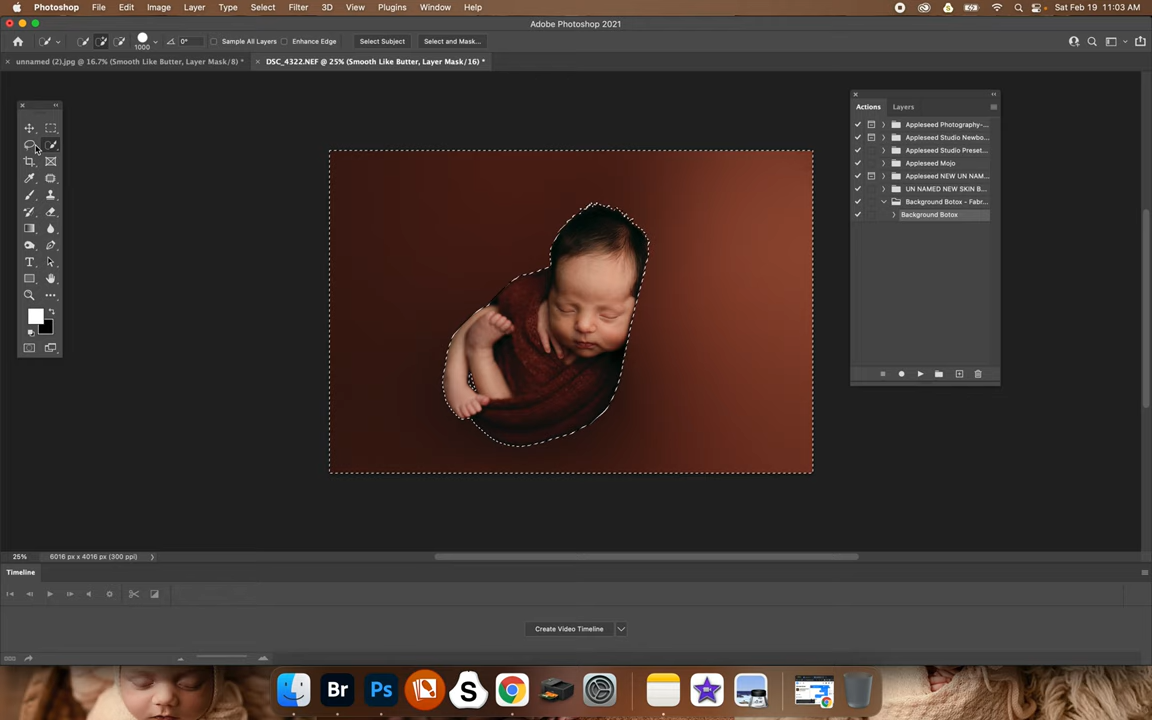 Photoshop File Edit Image Layer Type Select Filter 3D View Plugins Window Help Sat Feb 19 11:03 AM
Adobe Photoshop 2021
1000 0° Sample All Layers Enhance Edge Select Subject Select and Mask...
unnamed (2).jpg @ 16.7% (Smooth Like Butter, Layer Mask/8) * DSC_4322.NEF @ 25% (Smooth Like Butter, Layer Mask/16) *
Actions Layers
Appleseed Photography-...
Appleseed Studio Newbo...
Appleseed Studio Preset...
Appleseed Mojo
Appleseed NEW UN NAM...
UN NAMED NEW SKIN B...
Background Botox - Fabr...
Background Botox
T
25% 6016 px x 4016 px (300 ppi)
Timeline
Create Video Timeline
Br Ps S